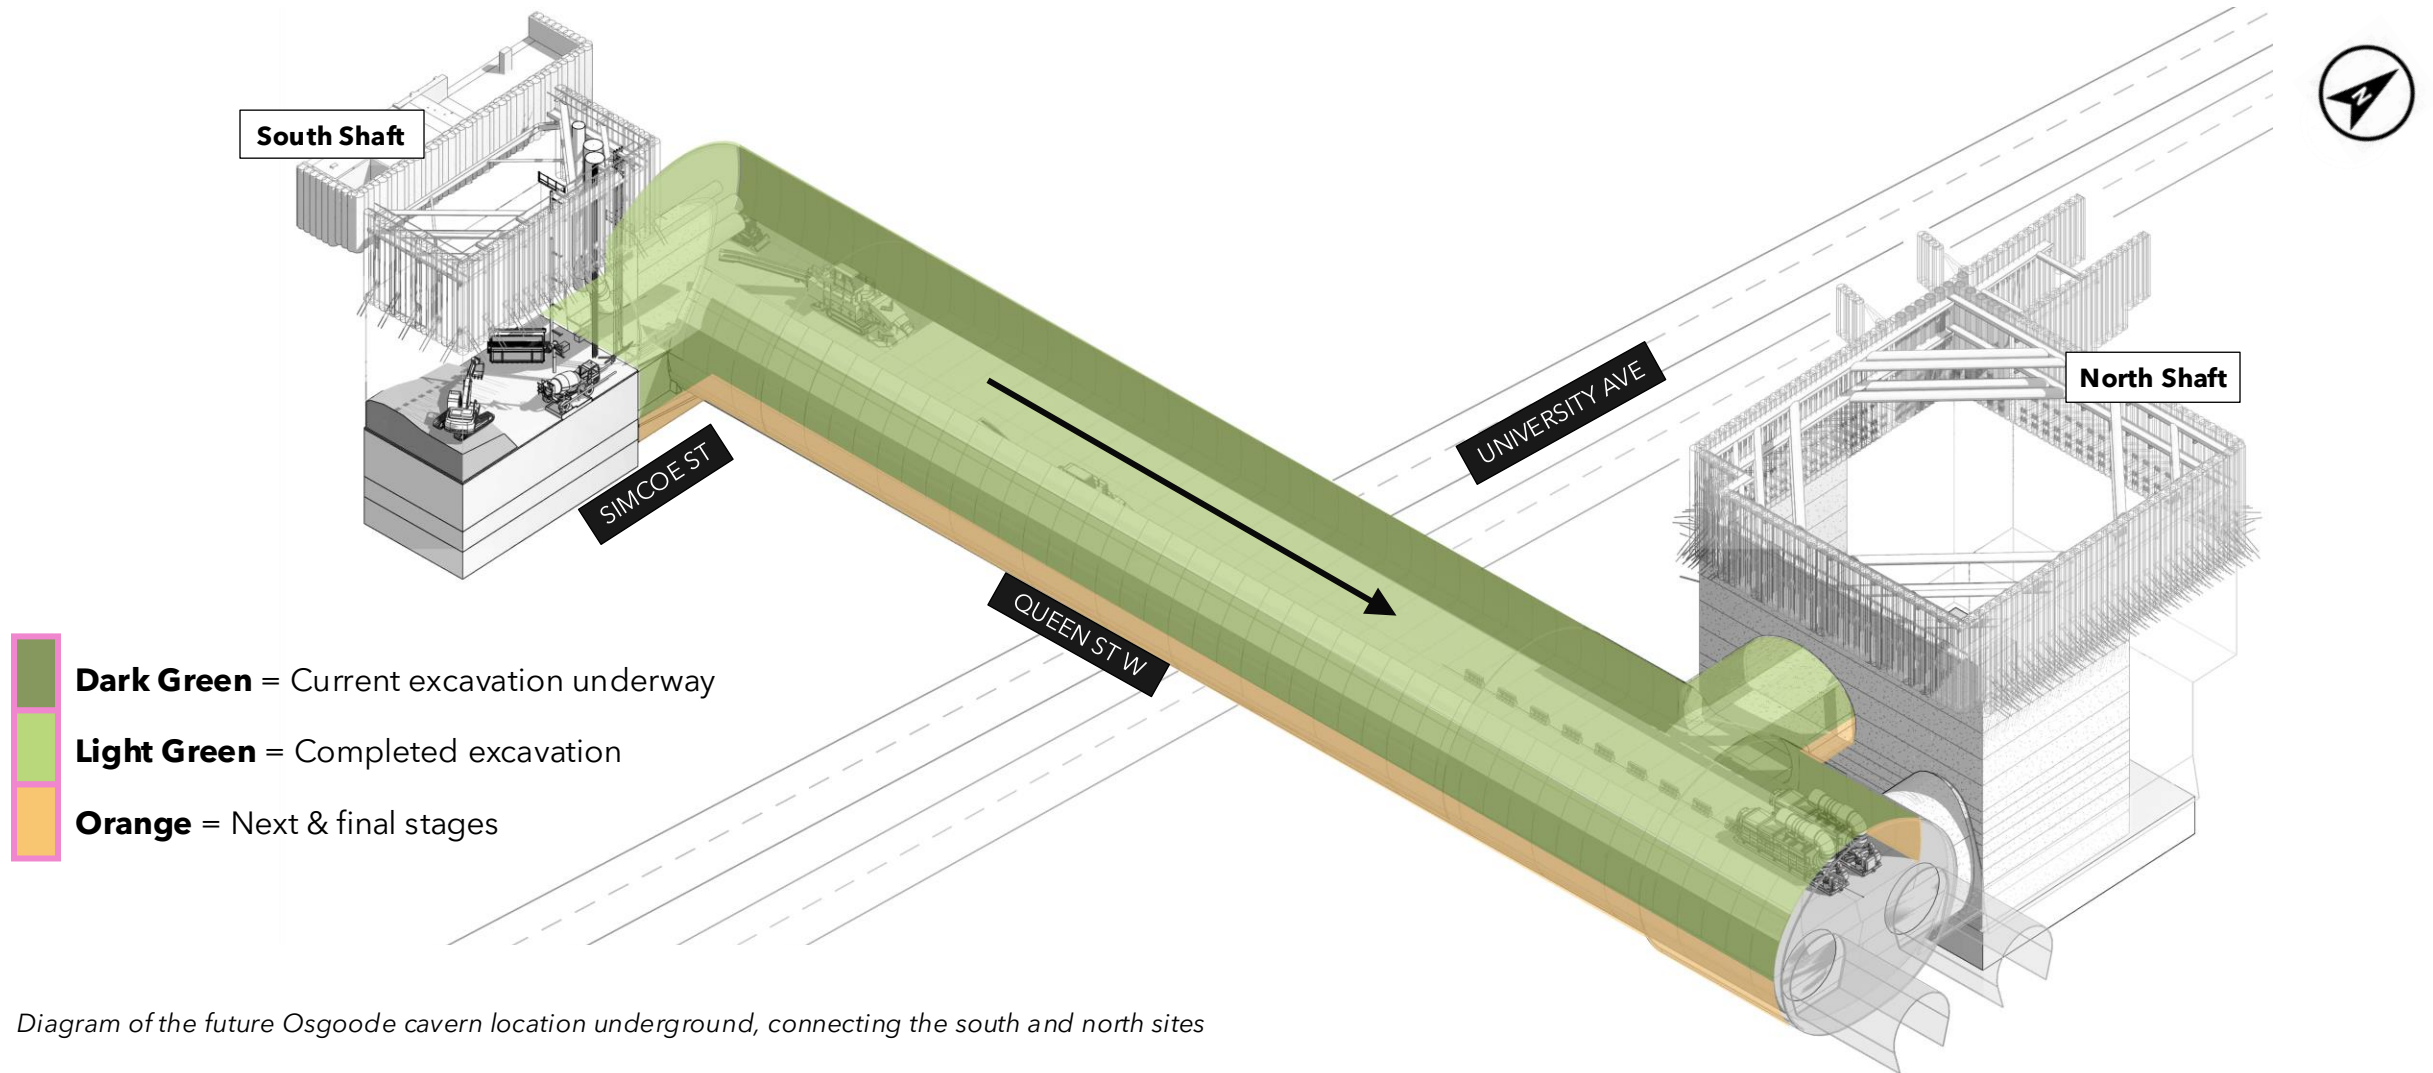 South Shaft
N
North Shaft
UNIVERSITY AVE
SIMCOE ST
QUEEN ST W
Dark Green = Current excavation underway
Light Green = Completed excavation
Orange = Next & final stages
Diagram of the future Osgoode cavern location underground, connecting the south and north sites